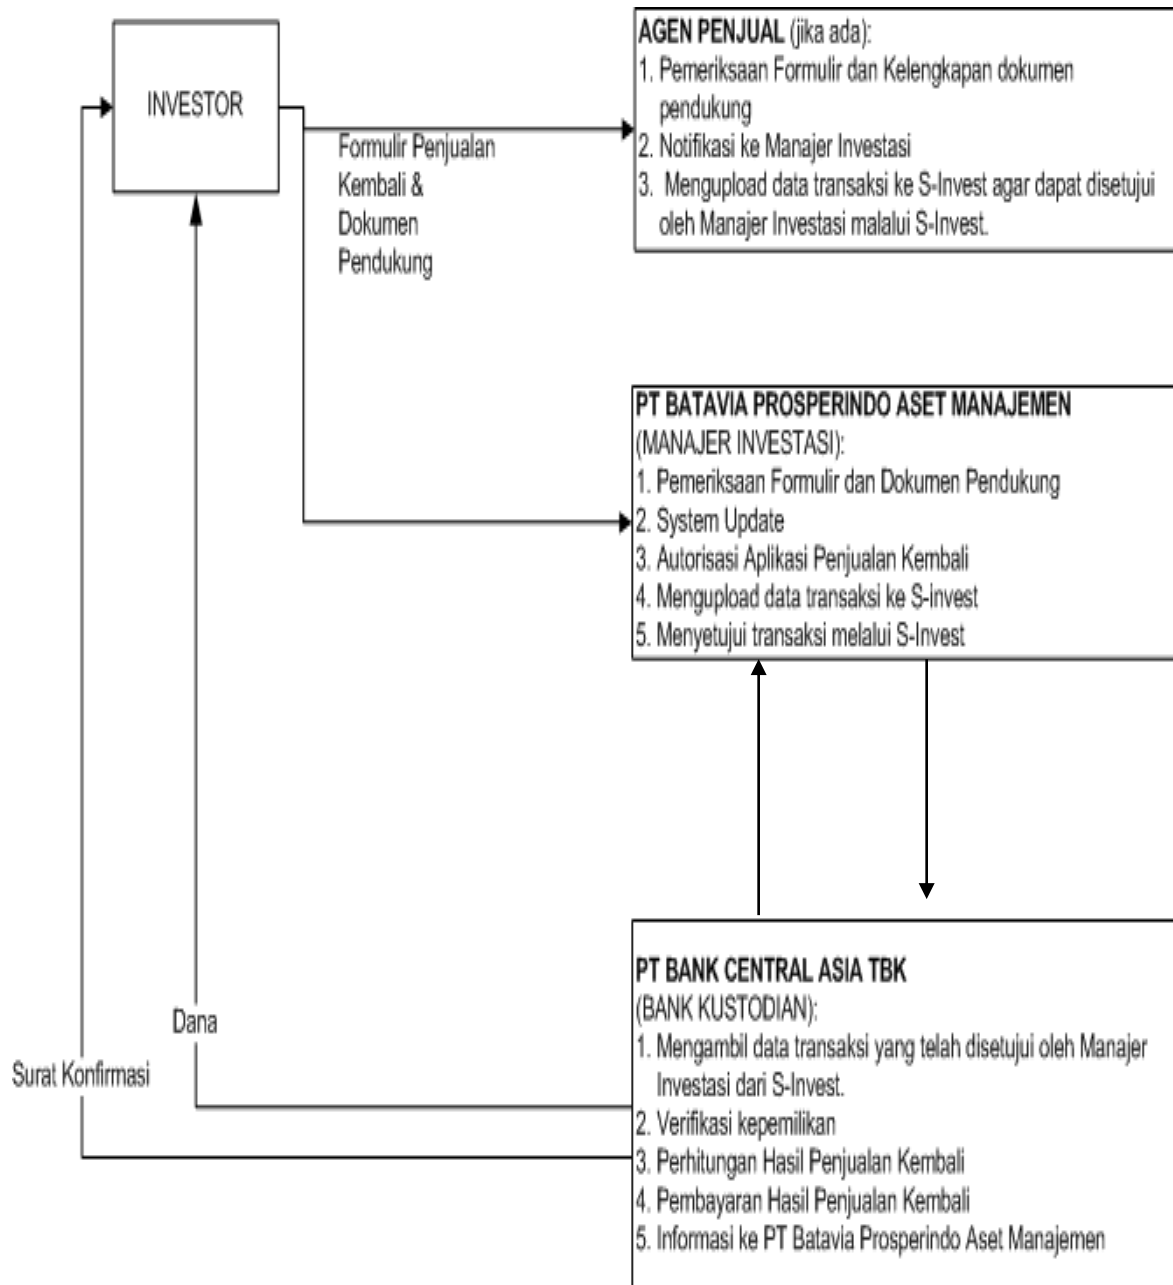 INVESTOR
AGEN PENJUAL (jika ada):
1. Pemeriksaan Formulir dan Kelengkapan dokumen
pendukung
2. Notifikasi ke Manajer Investasi
3. Mengupload data transaksi ke S-Invest agar dapat disetujui
oleh Manajer Investasi malalui S-Invest.
Formulir Penjualan
Kembali &
Dokumen
Pendukung
PT BATAVIA PROSPERINDO ASET MANAJEMEN
(MANAJER INVESTASI):
1. Pemeriksaan Formulir dan Dokumen Pendukung
2. System Update
3. Autorisasi Aplikasi Penjualan Kembali
4. Mengupload data transaksi ke S-invest
5. Menyetujui transaksi melalui S-Invest
PT BANK CENTRAL ASIA TBK
(BANK KUSTODIAN):
1. Mengambil data transaksi yang telah disetujui oleh Manajer
Investasi dari S-Invest.
2. Verifikasi kepemilikan
3. Perhitungan Hasil Penjualan Kembali
4. Pembayaran Hasil Penjualan Kembali
5. Informasi ke PT Batavia Prosperindo Aset Manajemen
Dana
Surat Konfirmasi